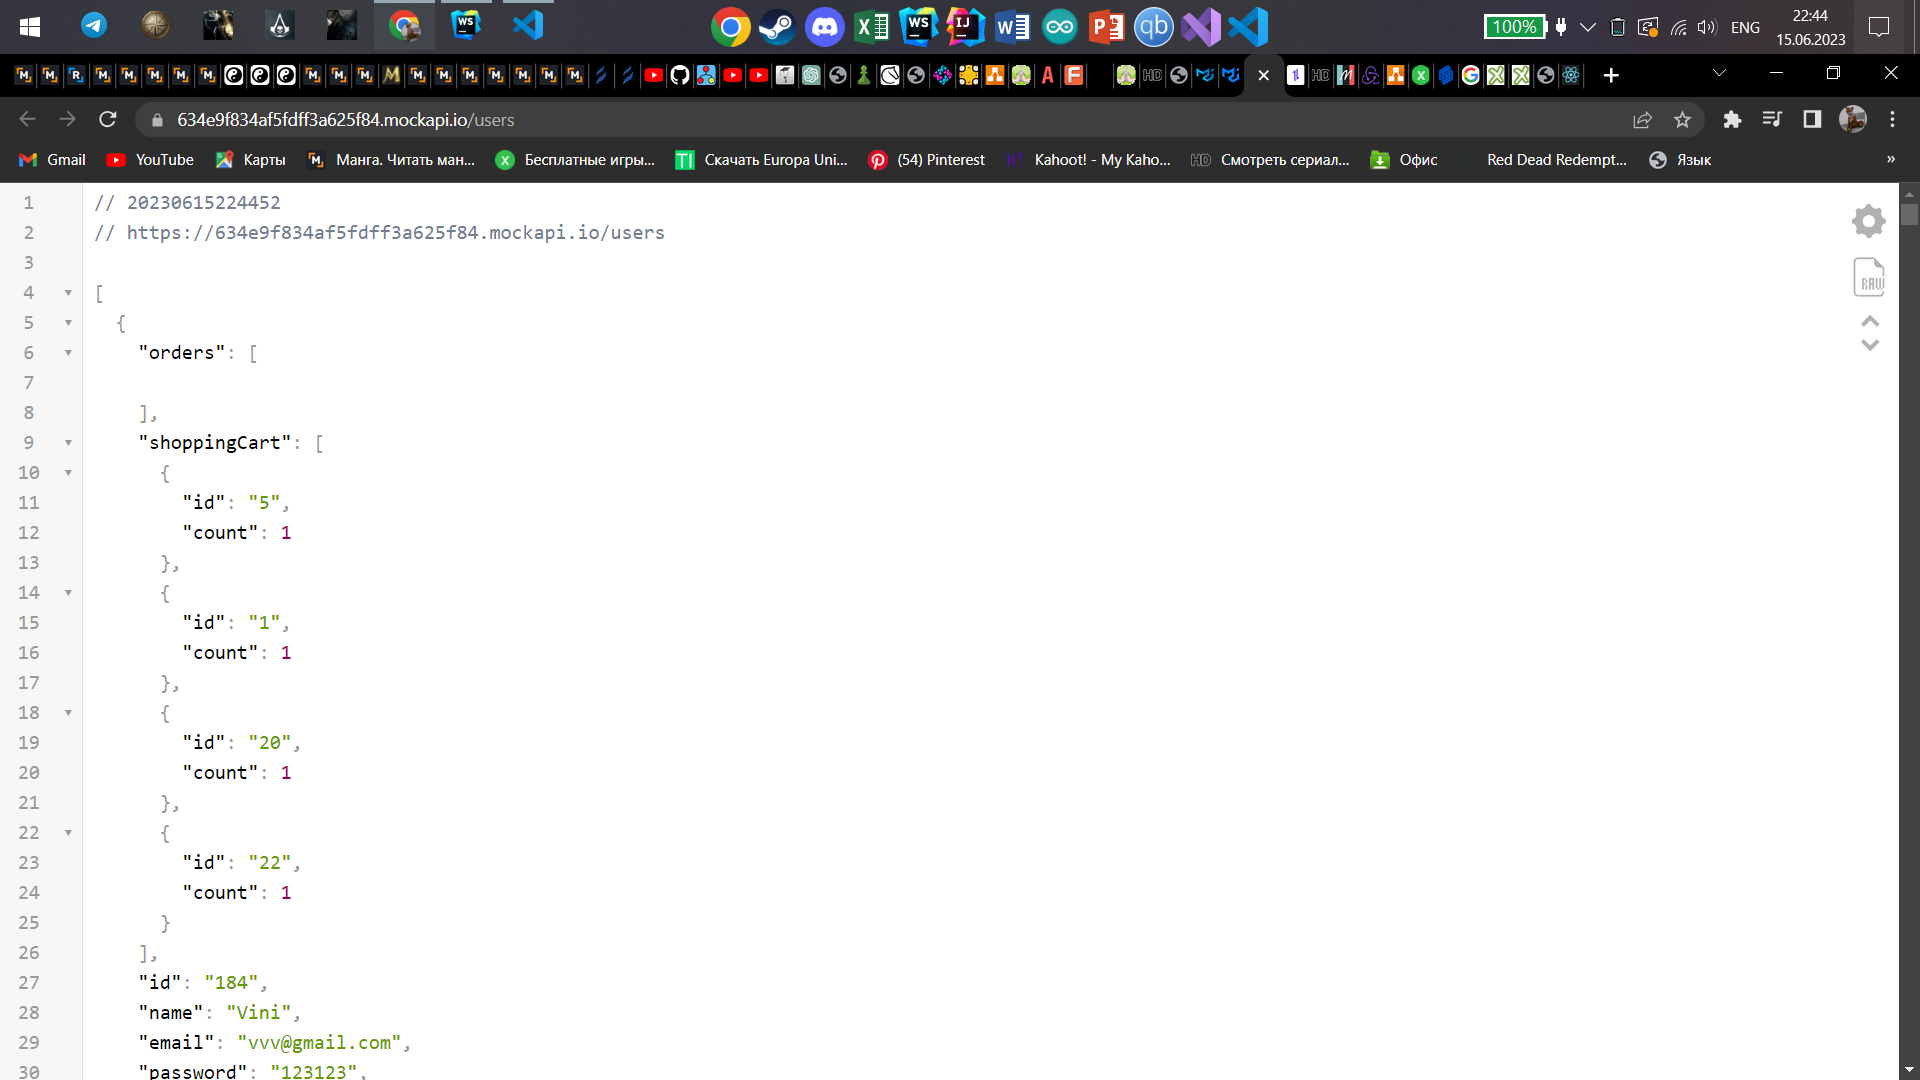 100%
ENG
22:44
15.06.2023
634e9f834af5fdff3a625f84.mockapi.io/users
Gmail
YouTube
Карты
Манга. Читать ман...
Бесплатные игры...
Скачать Europa Uni...
(54) Pinterest
Kahoot! - My Kaho...
Смотреть сериал...
Офис
Red Dead Redempt...
Язык
»
1 // 20230615224452
2 // https://634e9f834af5fdff3a625f84.mockapi.io/users
3
4 [
5 {
6 "orders": [
7
8 ],
9 "shoppingCart": [
10 {
11 "id": "5",
12 "count": 1
13 },
14 {
15 "id": "1",
16 "count": 1
17 },
18 {
19 "id": "20",
20 "count": 1
21 },
22 {
23 "id": "22",
24 "count": 1
25 }
26 ],
27 "id": "184",
28 "name": "Vini",
29 "email": "vvv@gmail.com",
30 "password": "123123",
RAW